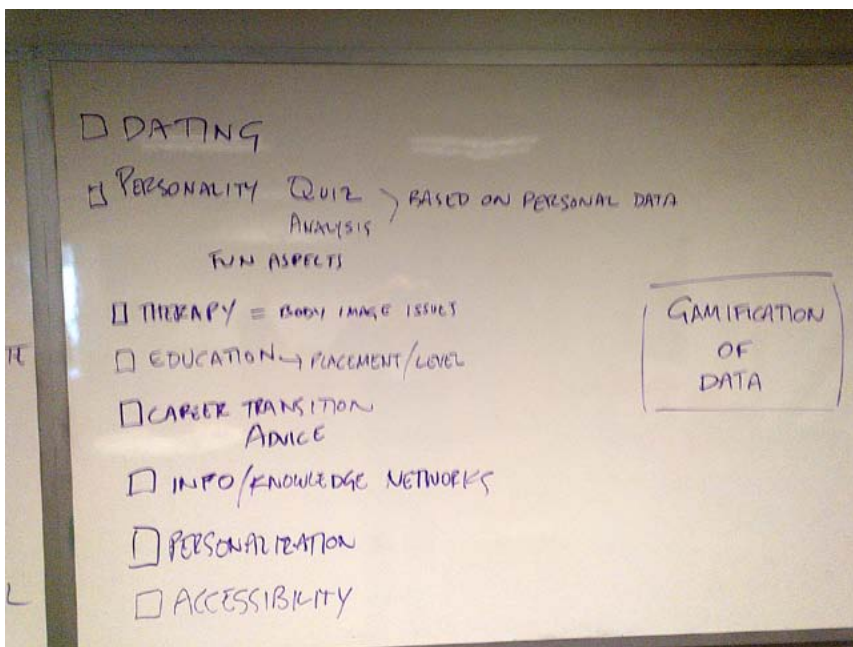 □ DATING
□ PERSONALITY QUIZ
ANALYSIS > BASED ON PERSONAL DATA
FUN ASPECTS
□ THERAPY = BODY IMAGE ISSUES
□ EDUCATION → PLACEMENT/LEVEL
□ CAREER TRANSITION
ADVICE
□ INFO/KNOWLEDGE NETWORKS
□ PERSONALIZATION
□ ACCESSIBILITY
GAMIFICATION
OF
DATA